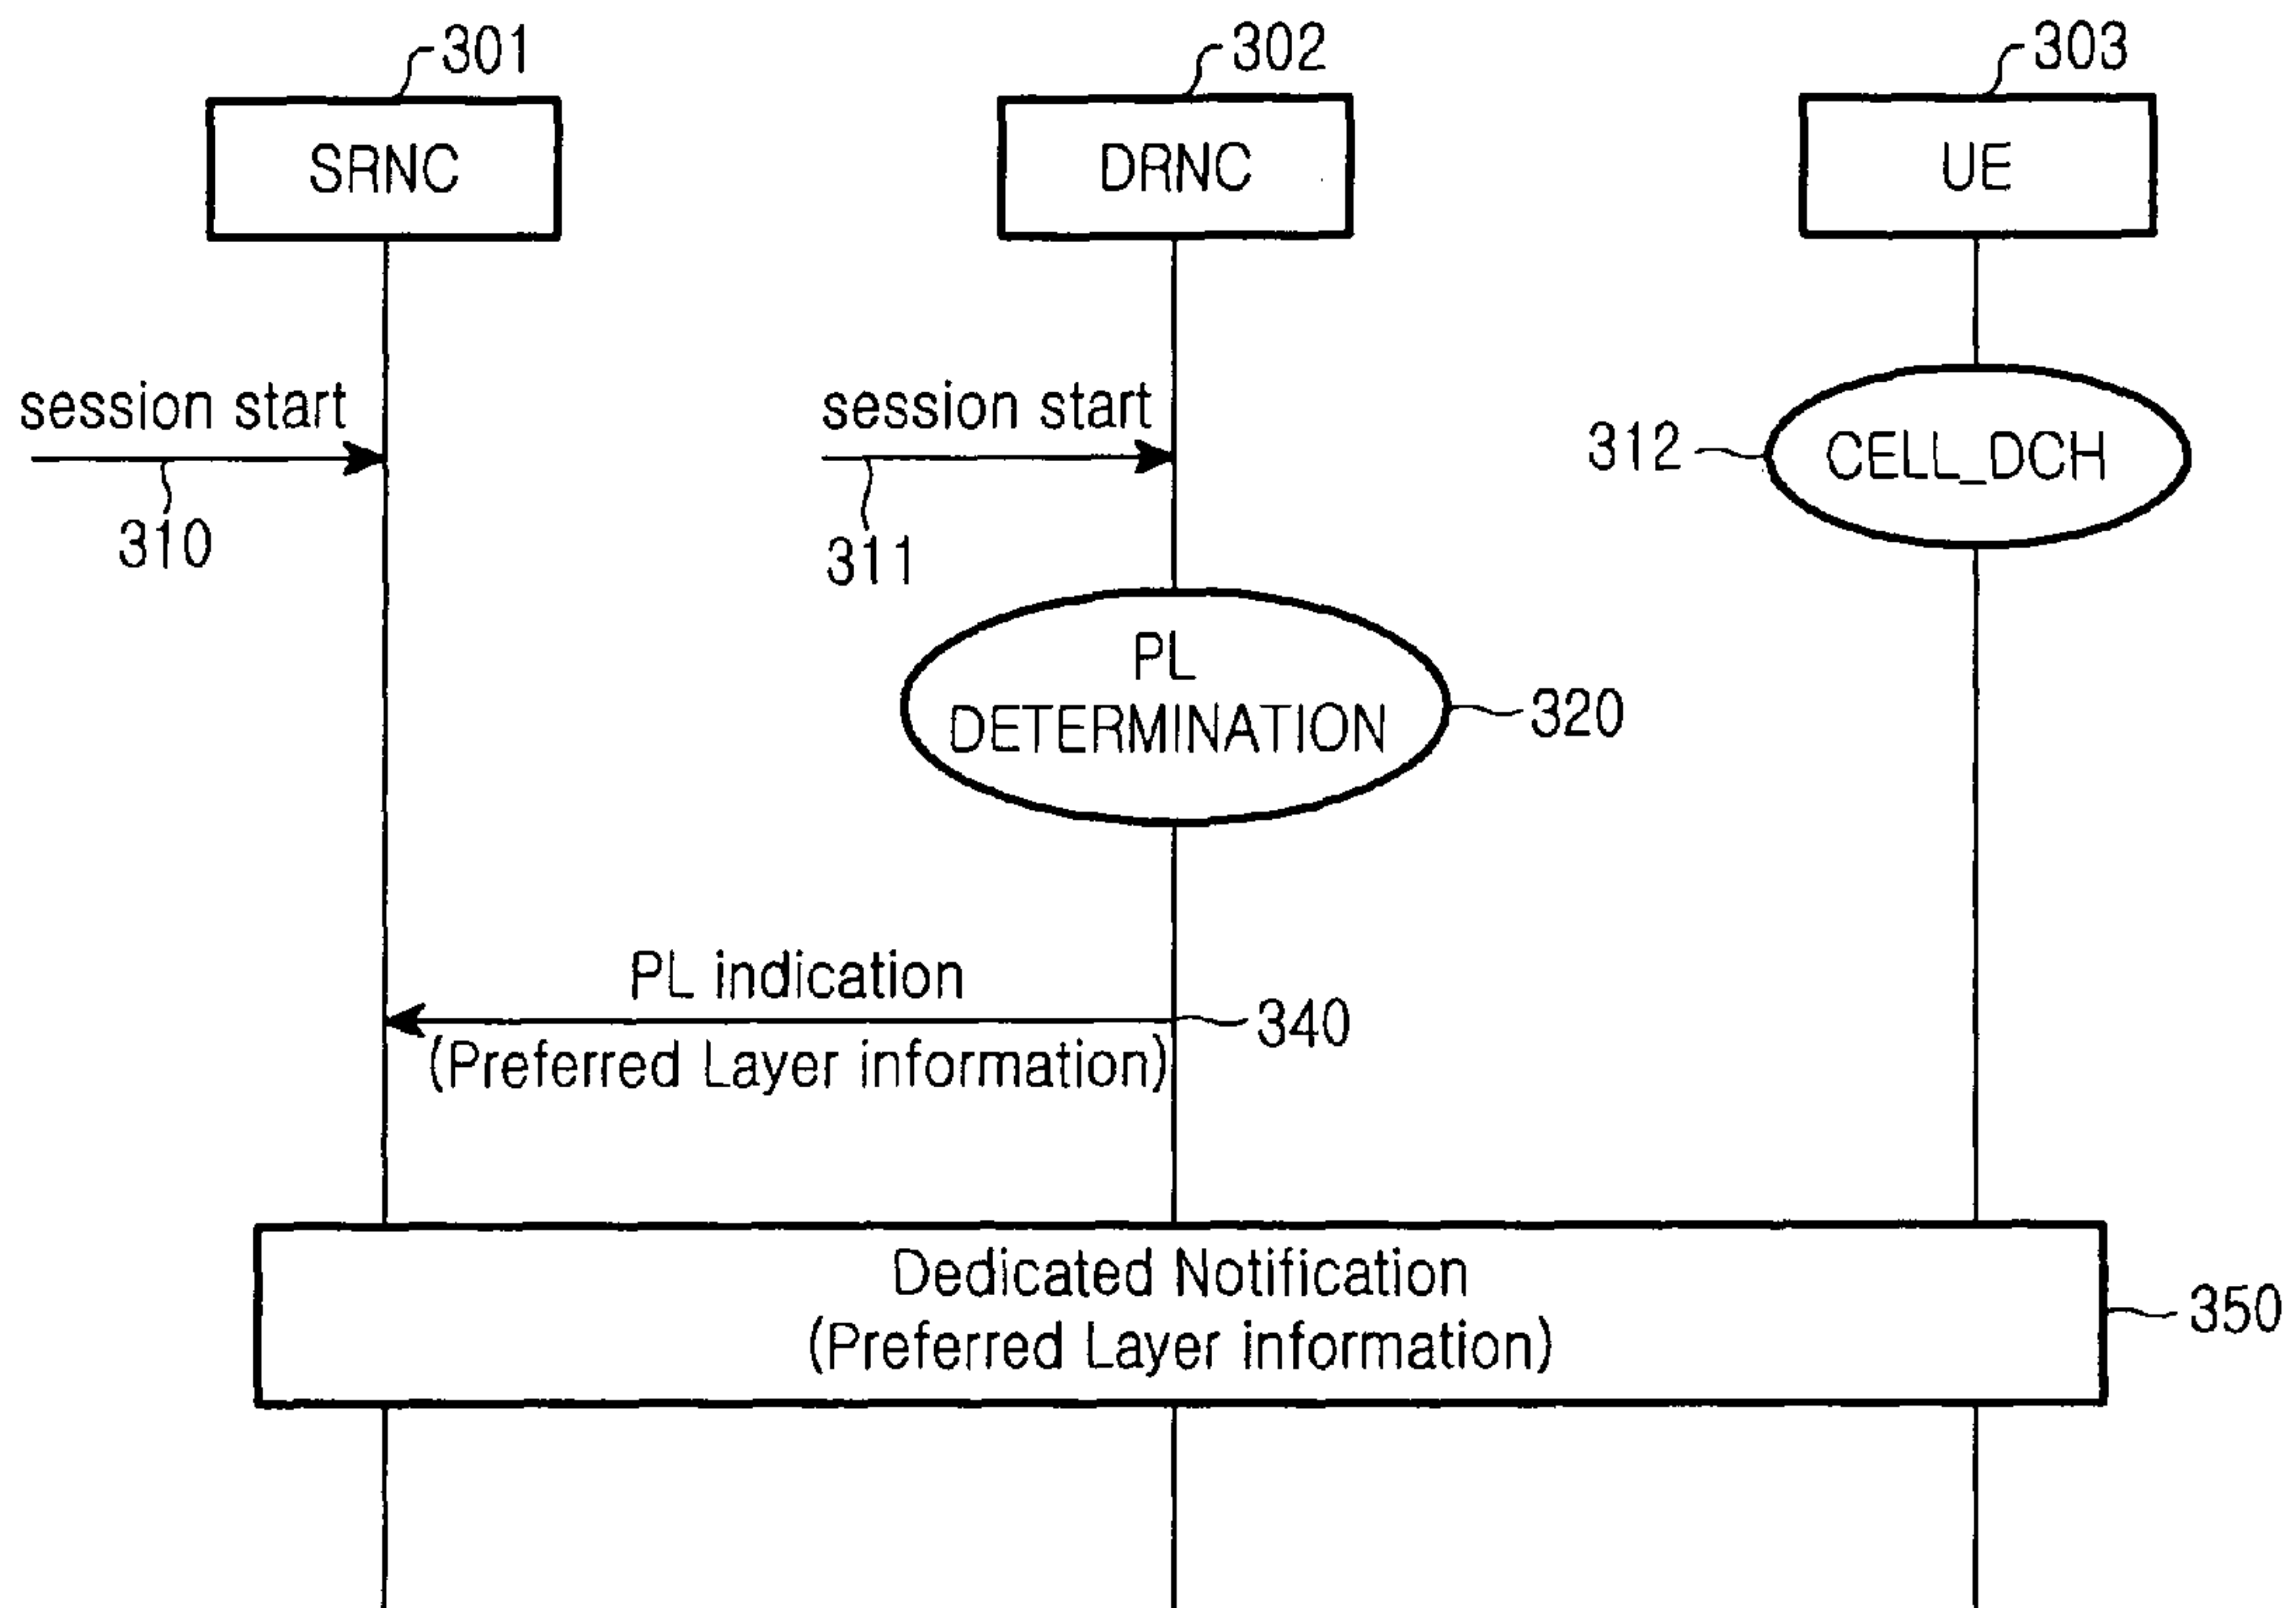 301
302
303
SRNC
DRNC
UE
session start
session start
310
311
312
CELL_DCH
PL
DETERMINATION
320
PL indication
(Preferred Layer information)
340
Dedicated Notification
(Preferred Layer information)
350